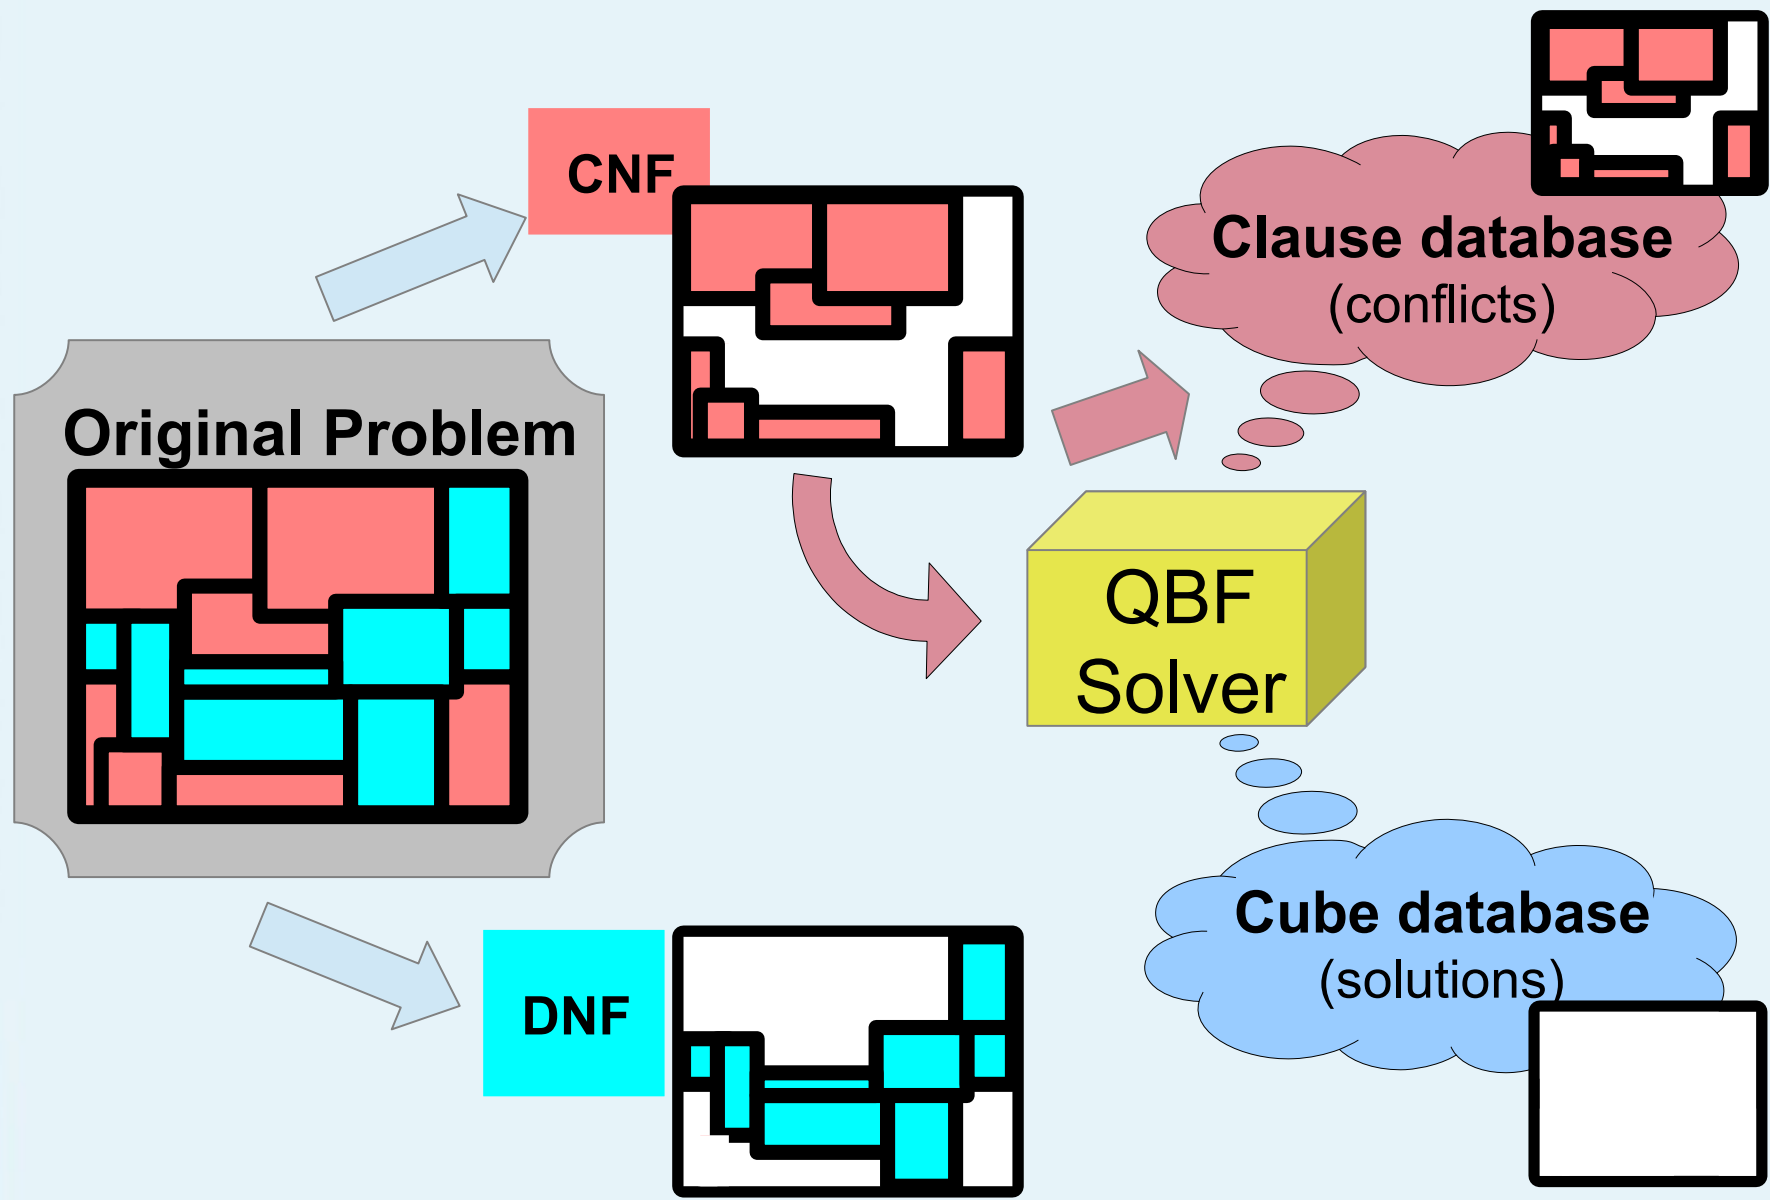 CNF
Clause database
(conflicts)
Original Problem
QBF
Solver
Cube database
(solutions)
DNF